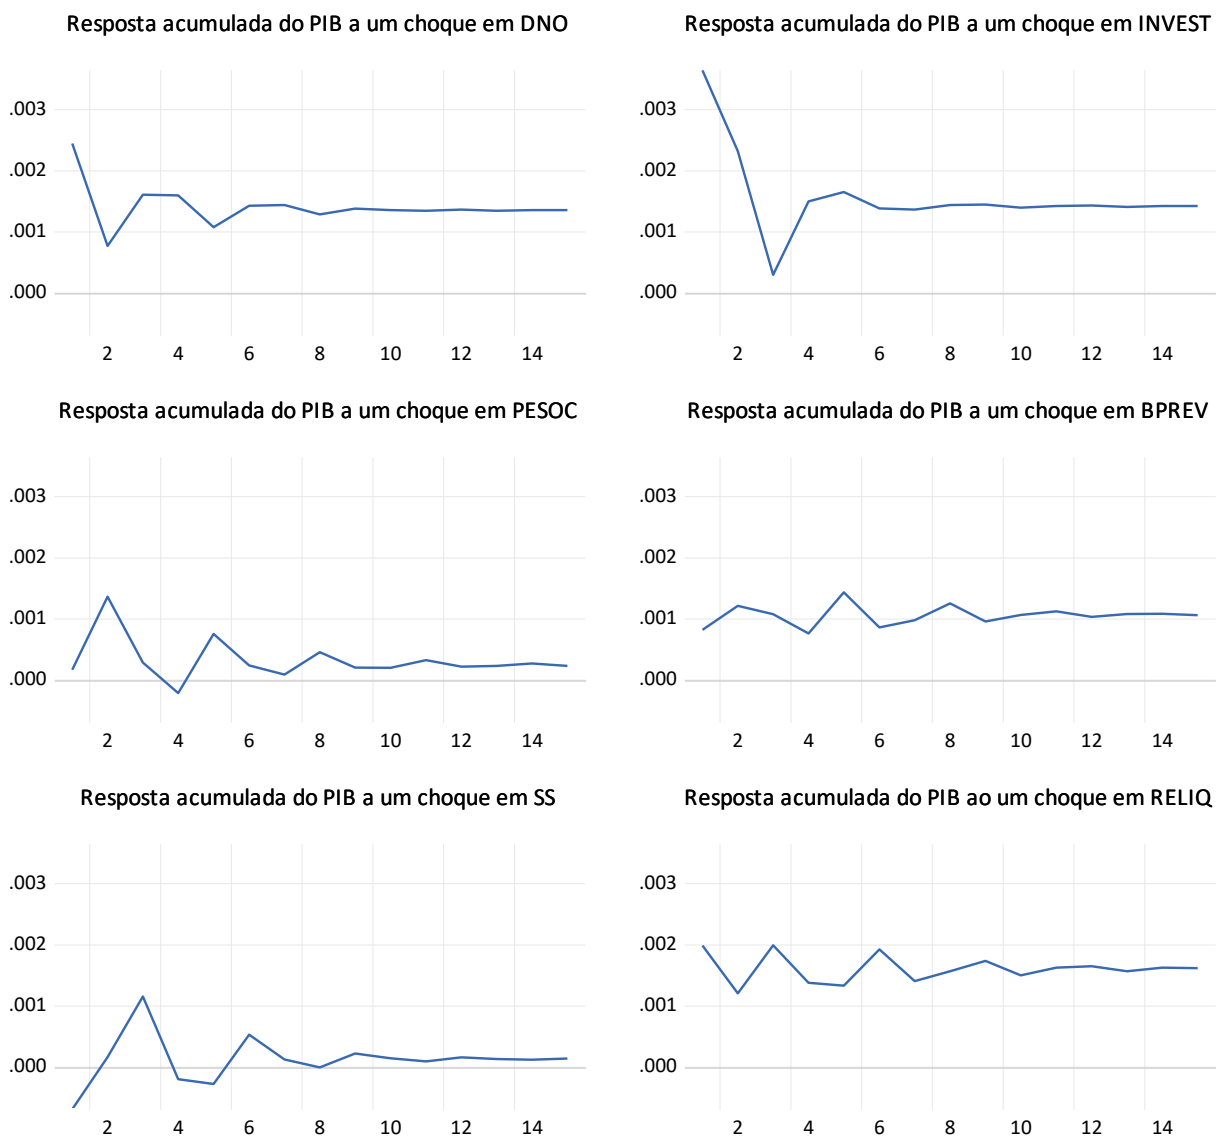 Resposta acumulada do PIB a um choque em DNO
.003
.002
.001
.000
2 4 6 8 10 12 14
Resposta acumulada do PIB a um choque em INVEST
.003
.002
.001
.000
2 4 6 8 10 12 14
Resposta acumulada do PIB a um choque em PESOC
.003
.002
.001
.000
2 4 6 8 10 12 14
Resposta acumulada do PIB a um choque em BPREV
.003
.002
.001
.000
2 4 6 8 10 12 14
Resposta acumulada do PIB a um choque em SS
.003
.002
.001
.000
2 4 6 8 10 12 14
Resposta acumulada do PIB ao um choque em RELIQ
.003
.002
.001
.000
2 4 6 8 10 12 14